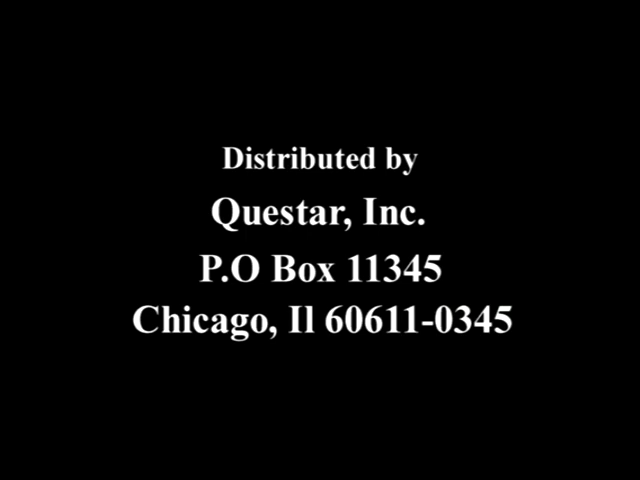 Distributed by
Questar, Inc.
P.O Box 11345
Chicago, Il 60611-0345